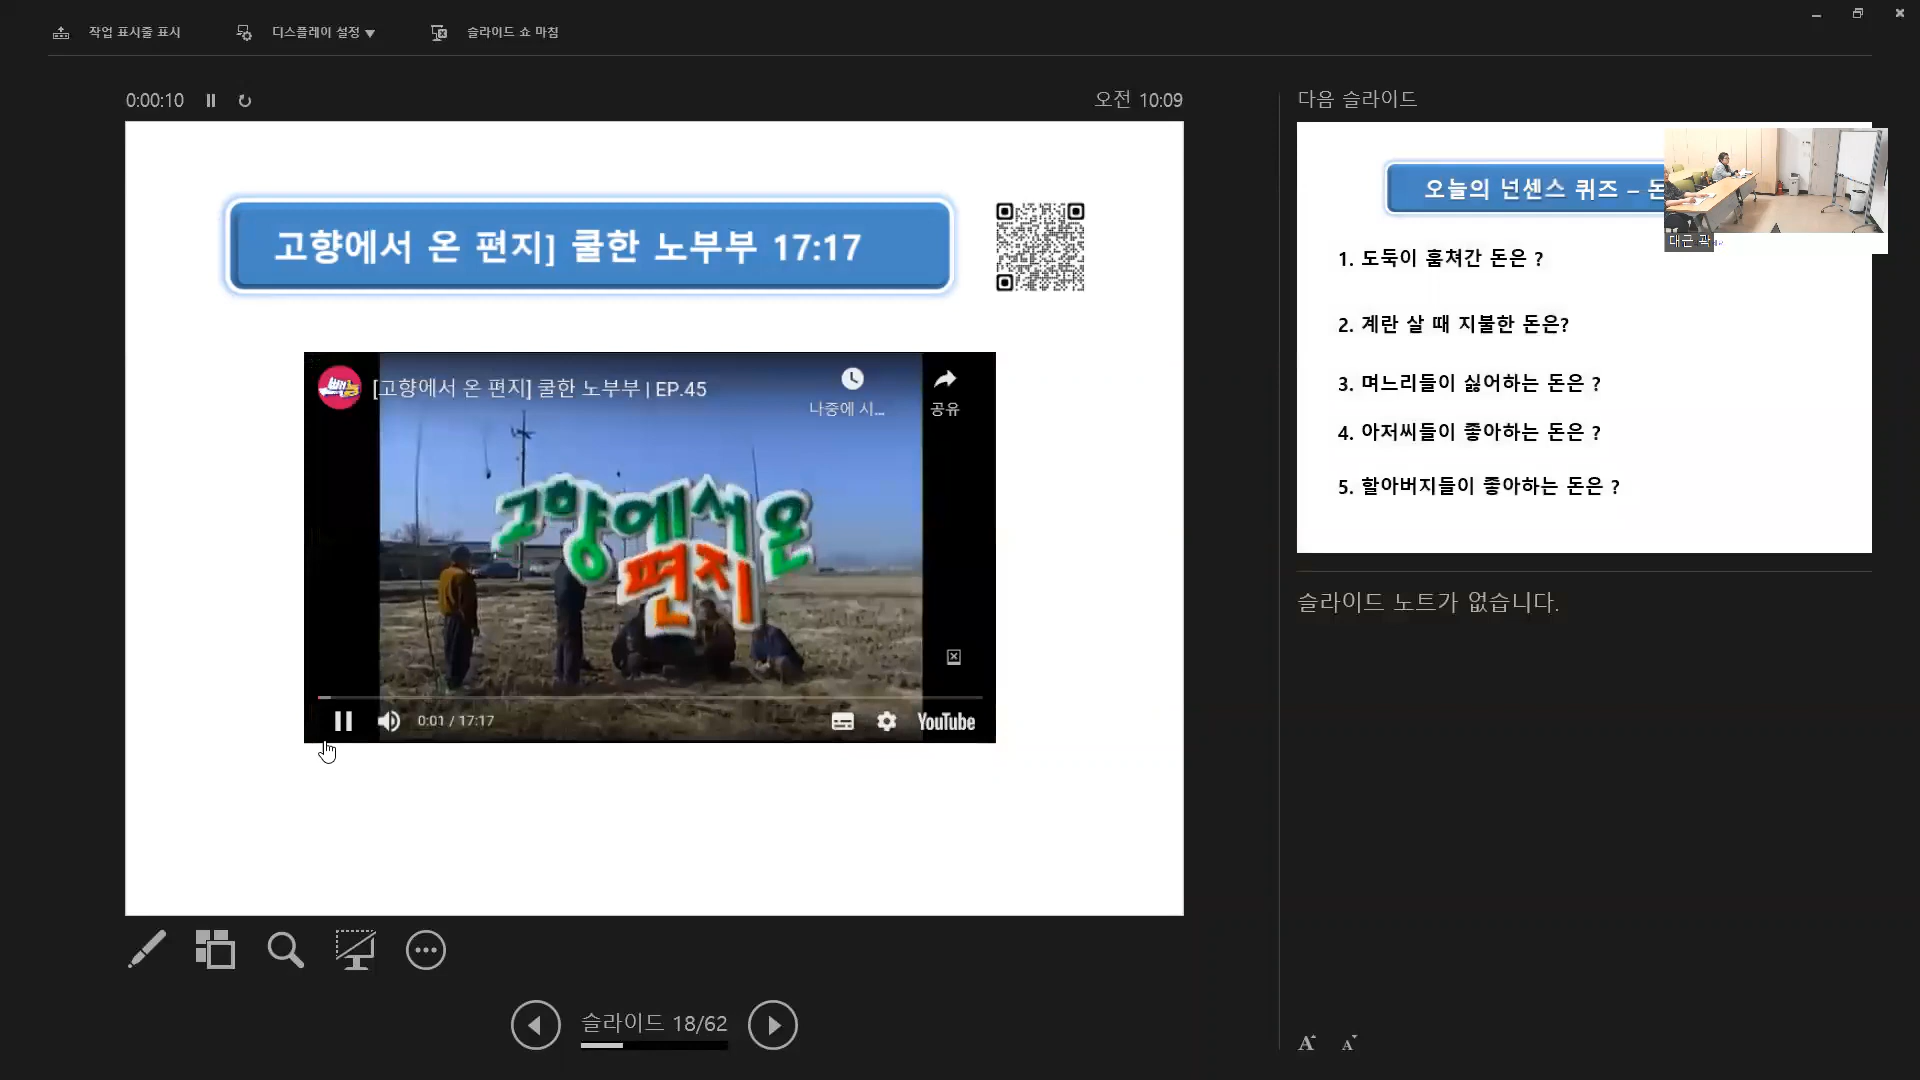 작업 표시줄 표시
디스플레이 설정 ▼
슬라이드 쇼 마침
0:00:10
오전 10:09
다음 슬라이드
고향에서 온 편지] 쿨한 노부부 17:17
[고향에서 온 편지] 쿨한 노부부 | EP.45
나중에 시...
공유
고향에서 온
편지
0:01 / 17:17
YouTube
슬라이드 18/62
오늘의 넌센스 퀴즈 – 돈
대근 곽
1. 도둑이 훔쳐간 돈은 ?
2. 계란 살 때 지불한 돈은?
3. 며느리들이 싫어하는 돈은 ?
4. 아저씨들이 좋아하는 돈은 ?
5. 할아버지들이 좋아하는 돈은 ?
슬라이드 노트가 없습니다.